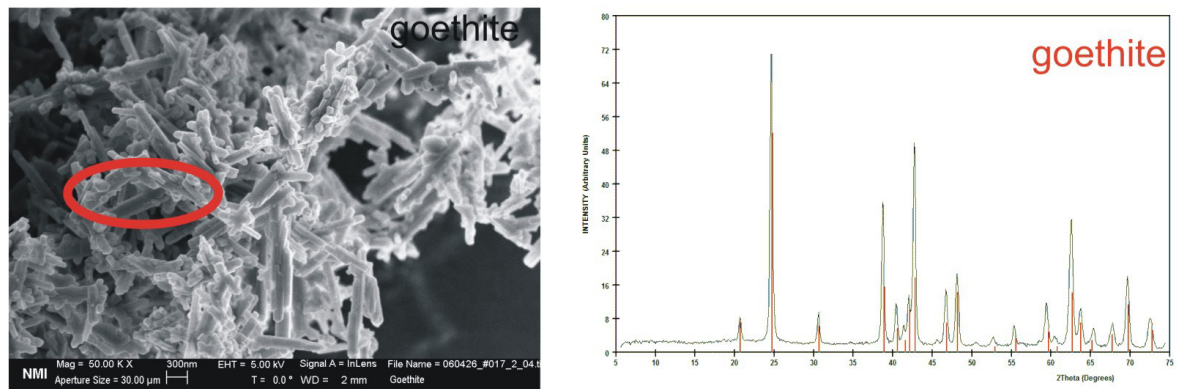 goethite
NMI
Mag = 50.00 K X
300nm
EHT = 5.00 kV
Signal A = InLens
File Name = 060426_#017_2_04.t
Aperture Size = 30.00 µm
T = 0.0 °
WD = 2 mm
Goethite
goethite
INTENSITY (Arbitrary Units)
80
72
64
56
48
40
32
24
16
8
0
5
10
15
20
25
30
35
40
45
50
55
60
65
70
75
2Theta (Degrees)